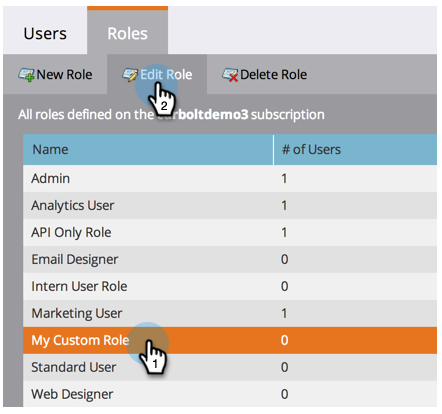 Users Roles
New Role Edit Role Delete Role
All roles defined on the rboltdemo3 subscription
Name # of Users
Admin 1
Analytics User 1
API Only Role 1
Email Designer 0
Intern User Role 0
Marketing User 1
My Custom Role 0
1
Standard User 0
Web Designer 0
2